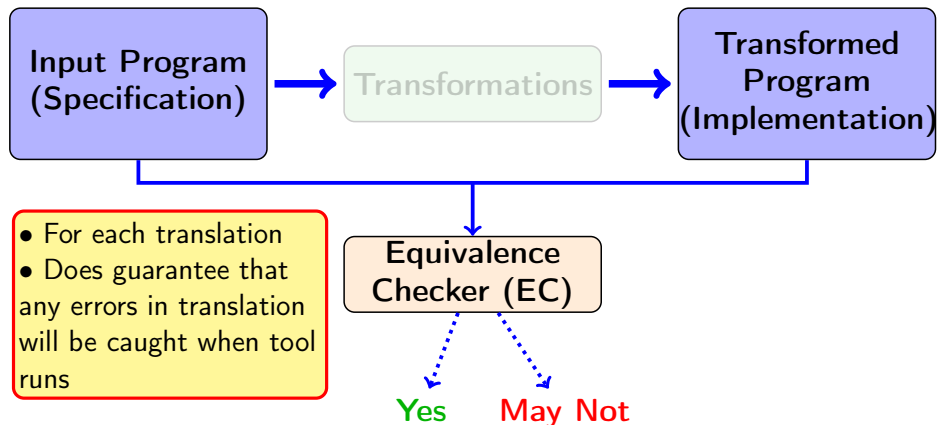 Input Program
(Specification)
Transformations
Transformed
Program
(Implementation)
• For each translation
• Does guarantee that
any errors in translation
will be caught when tool
runs
Equivalence
Checker (EC)
Yes
May Not